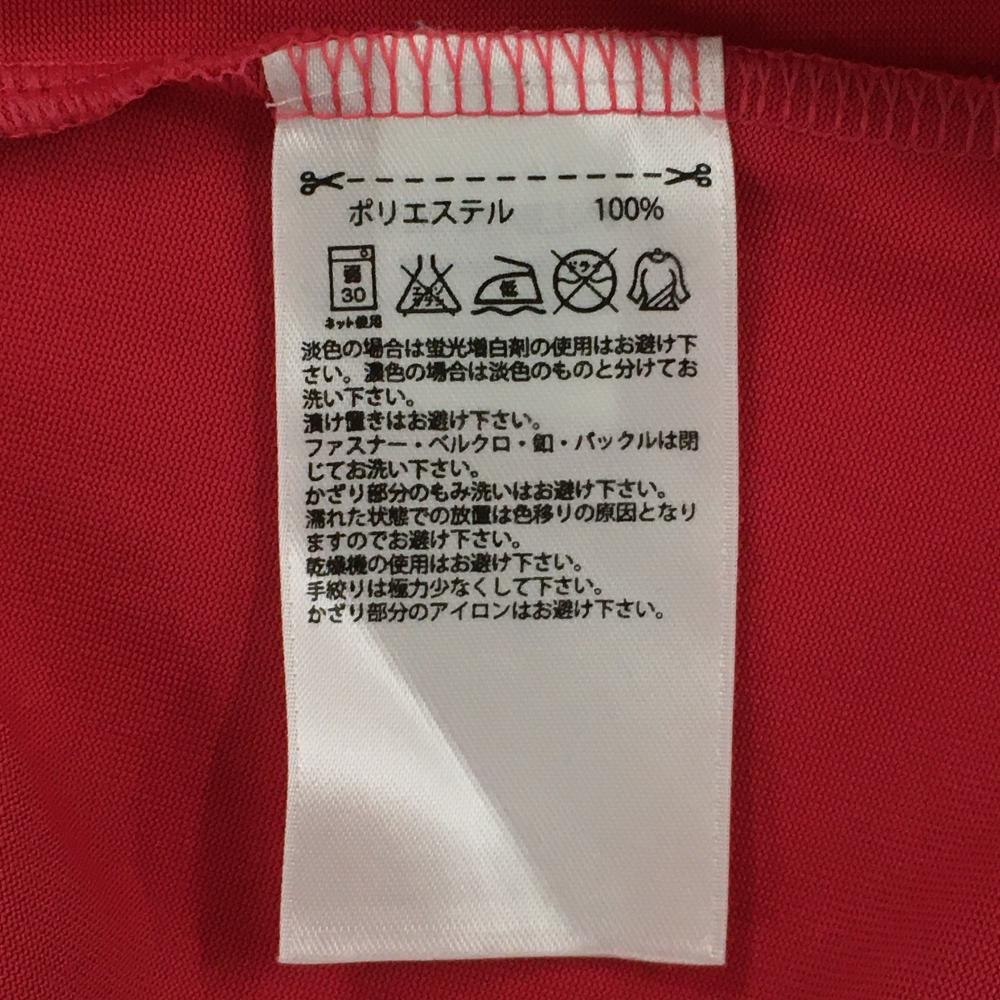 ポリエステル 100%
弱 エンソ 低 ドライ
30
ネット使用
淡色の場合は蛍光増白剤の使用はお避け下
さい。濃色の場合は淡色のものと分けてお
洗い下さい。
漬け置きはお避け下さい。
ファスナー・ベルクロ・釦・バックルは閉
じてお洗い下さい。
かざり部分のもみ洗いはお避け下さい。
濡れた状態での放置は色移りの原因となり
ますのでお避け下さい。
乾燥機の使用はお避け下さい。
手絞りは極力少なくして下さい。
かざり部分のアイロンはお避け下さい。